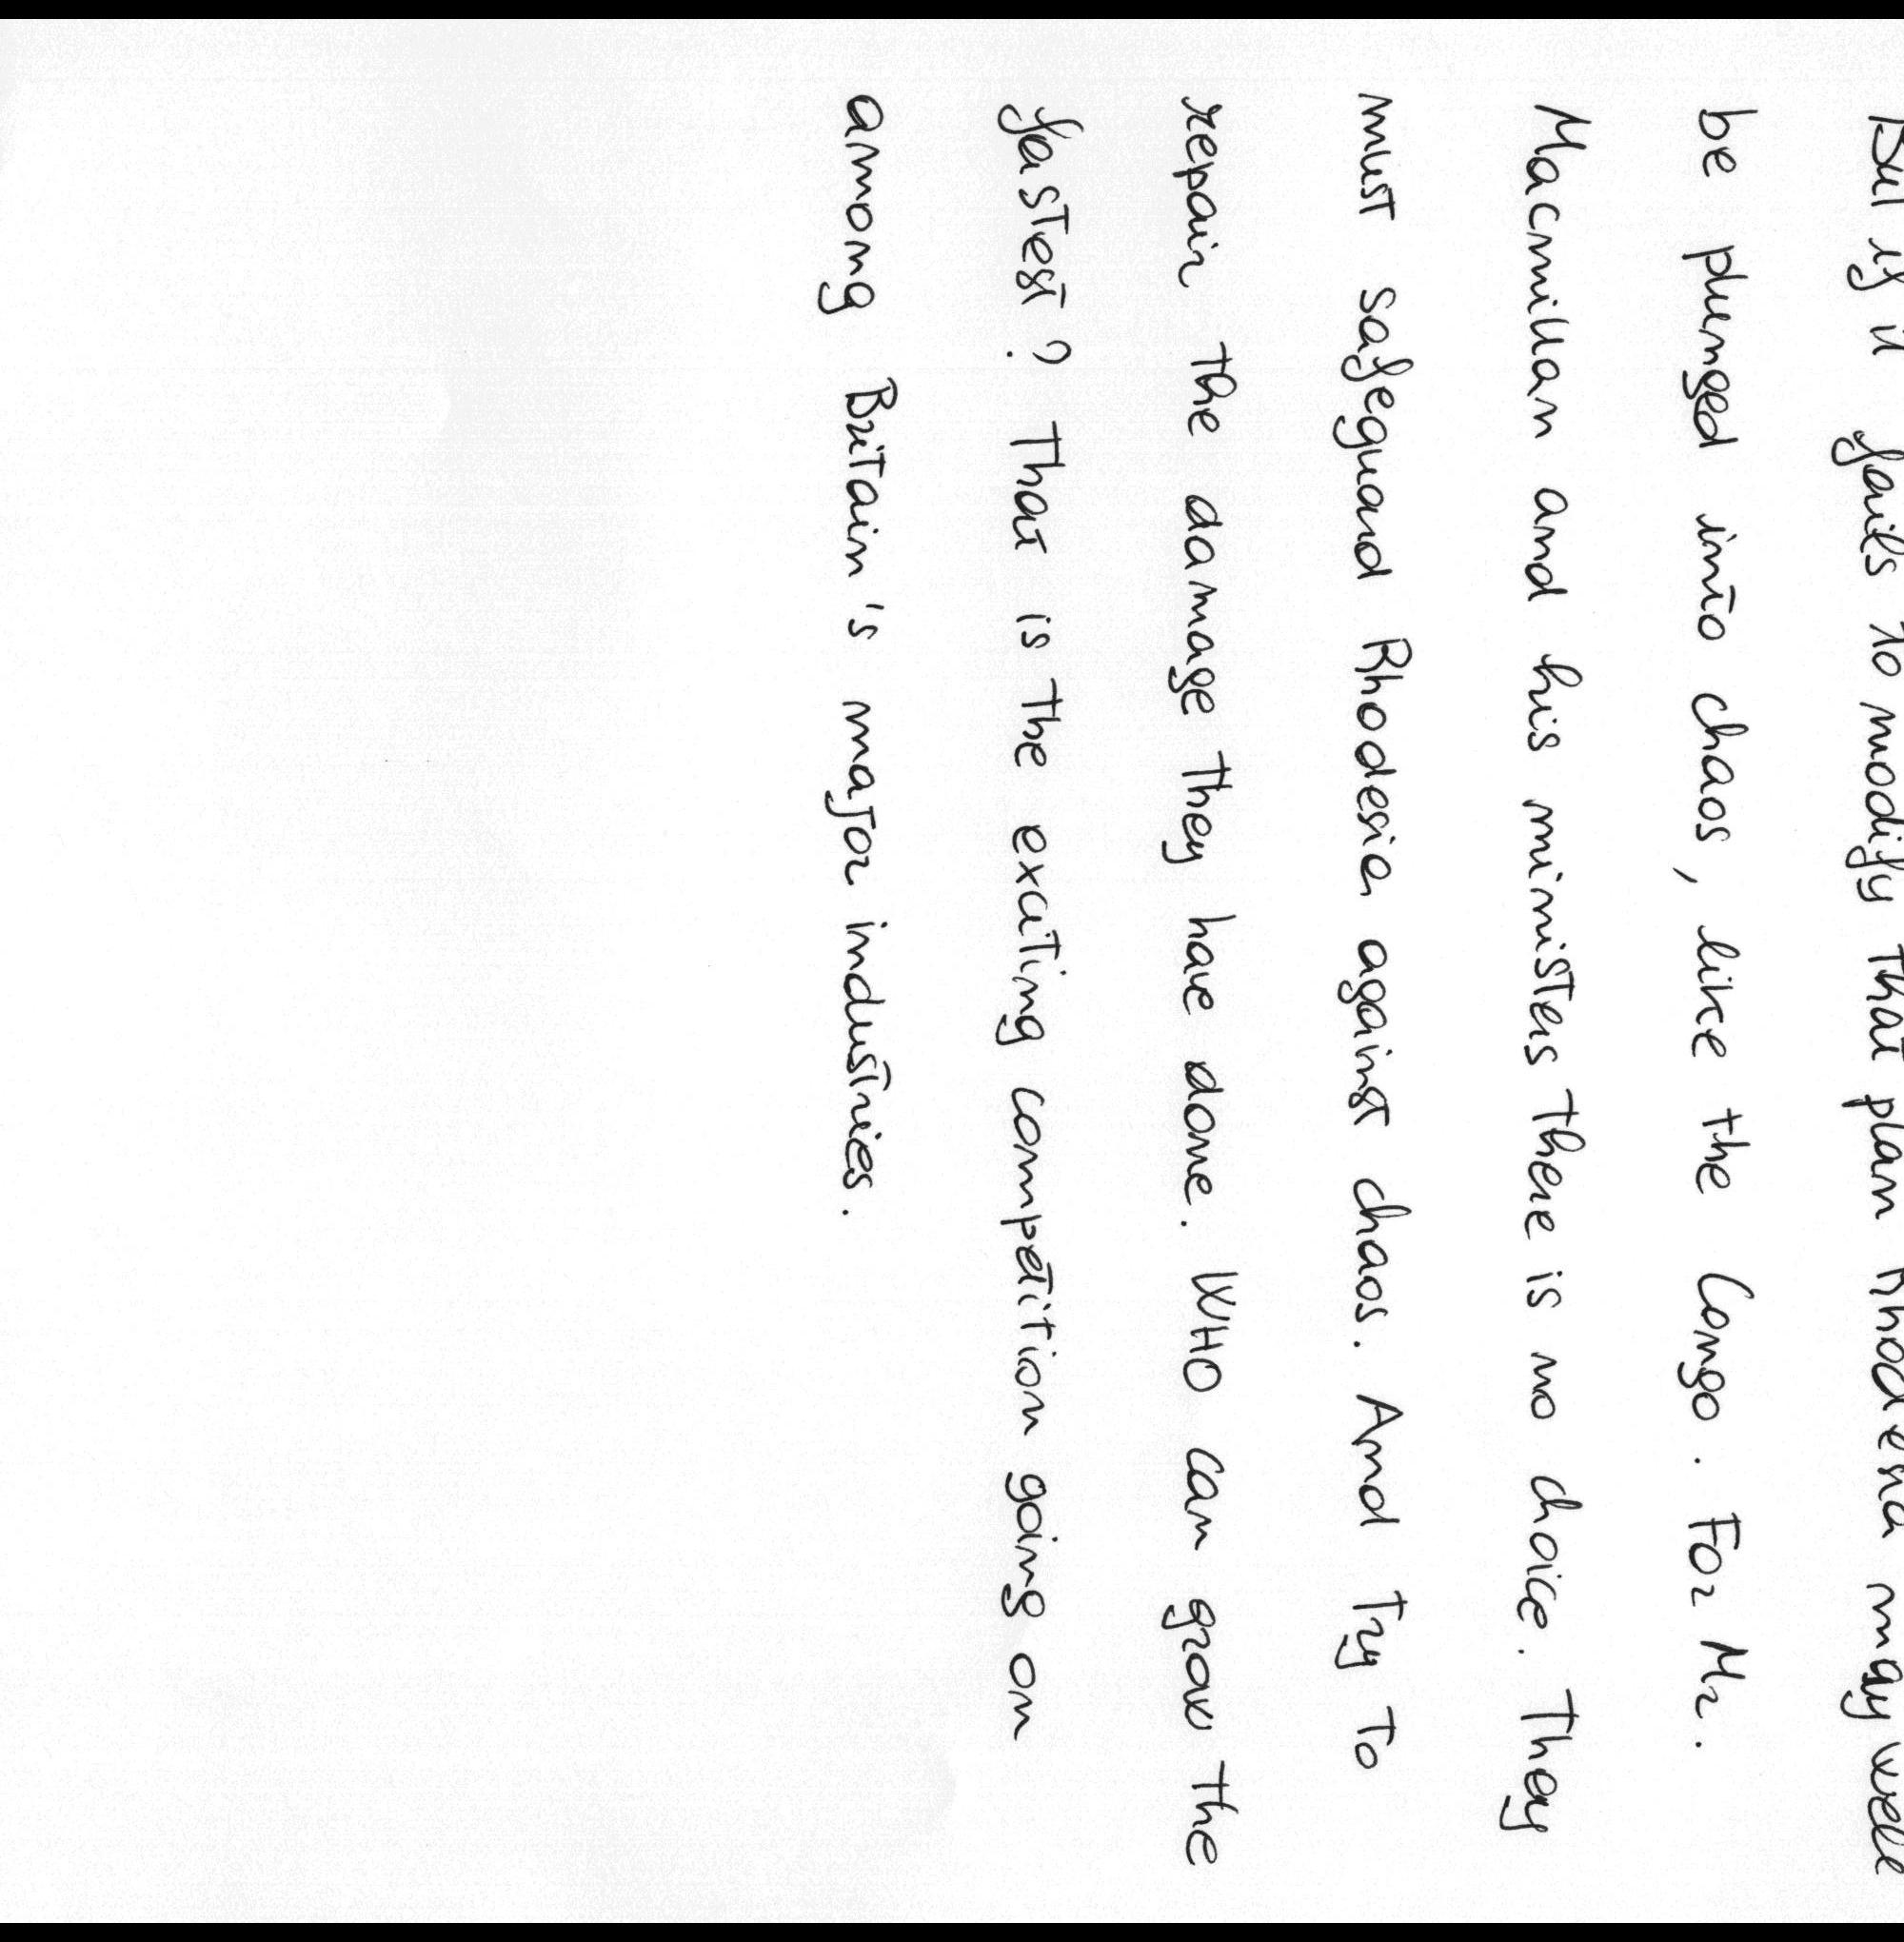 But if it fails to modify that plan Rhodesia may well
be plunged into chaos, like the Congo. For Mr.
Macmillan and his ministers there is no choice. They
must safeguard Rhodesia against chaos. And Try To
repair the damage they have done. WHO can grow the
fastest? That is the exciting competition going on
among Britain's major industries.